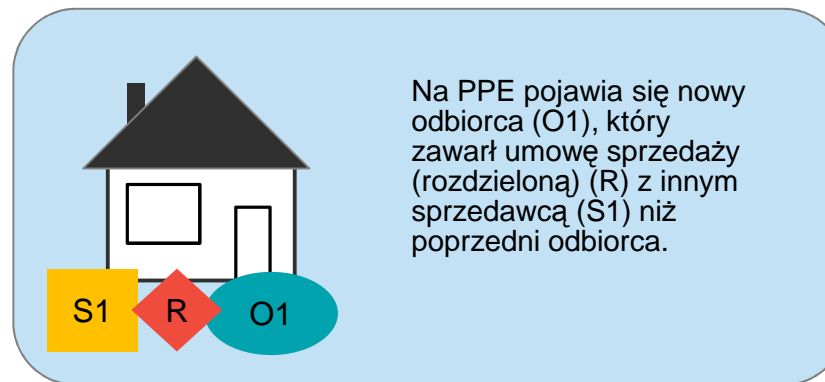 Na PPE pojawia się nowy
odbiorca (O1), który
zawarł umowę sprzedaży
(rozdzieloną) (R) z innym
sprzedawcą (S1) niż
poprzedni odbiorca.
S1 R O1